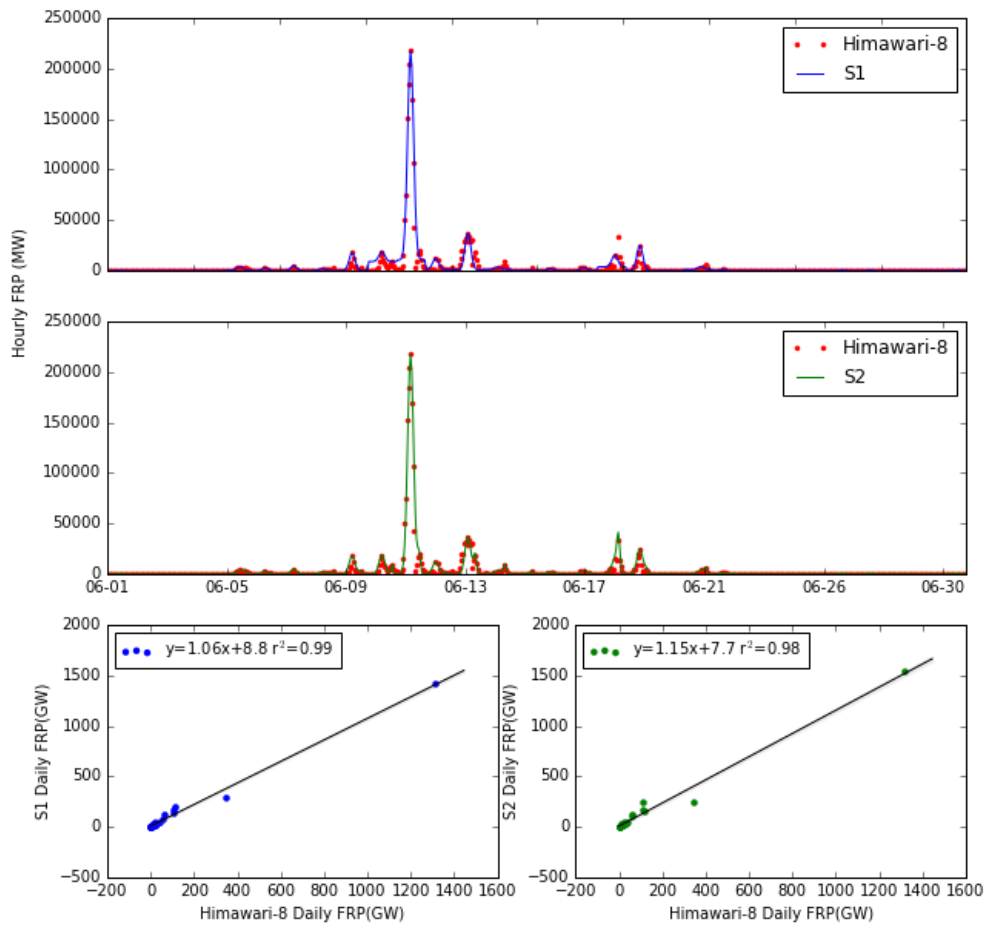 250000
200000
150000
100000
50000
0
Himawari-8
S1
Hourly FRP (MW)
250000
200000
150000
100000
50000
0
Himawari-8
S2
06-01 06-05 06-09 06-13 06-17 06-21 06-26 06-30
2000
1500
1000
500
0
−500
y=1.06x+8.8 r²=0.99
S1 Daily FRP(GW)
−200 0 200 400 600 800 1000 1200 1400 1600
Himawari-8 Daily FRP(GW)
2000
1500
1000
500
0
−500
y=1.15x+7.7 r²=0.98
S2 Daily FRP(GW)
−200 0 200 400 600 800 1000 1200 1400 1600
Himawari-8 Daily FRP(GW)